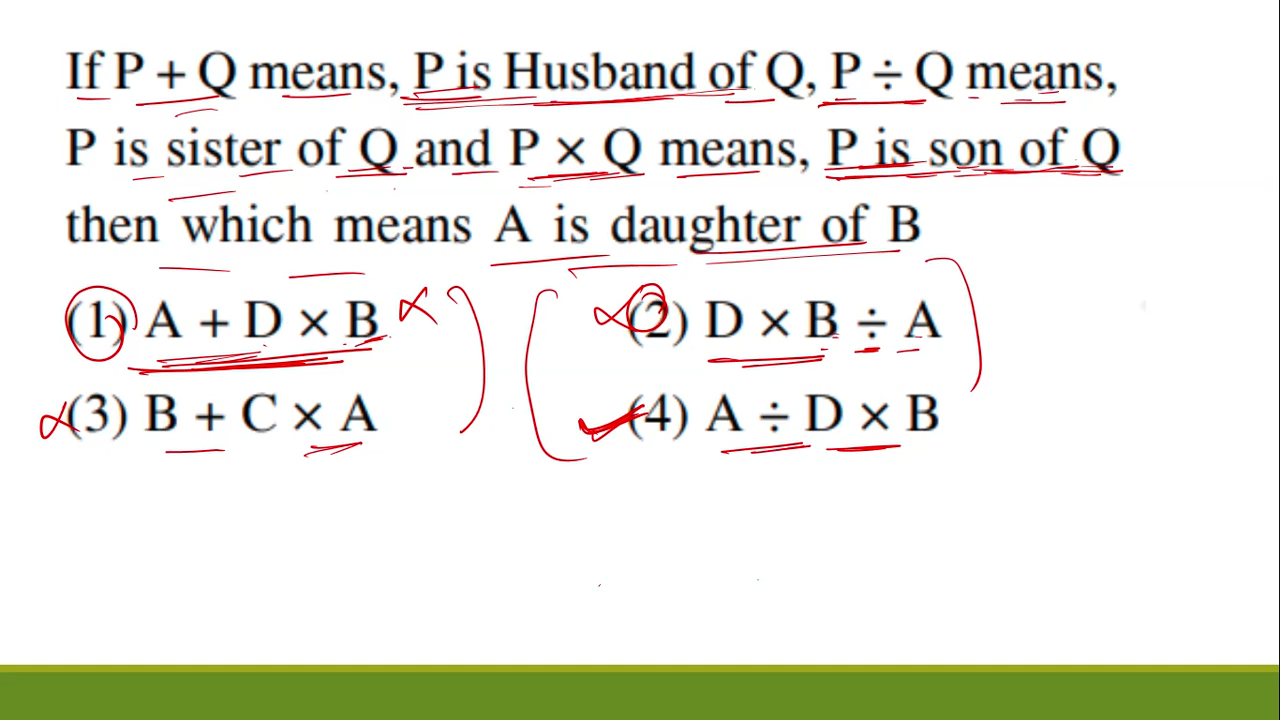 If P + Q means, P is Husband of Q, P ÷ Q means,
P is sister of Q and P × Q means, P is son of Q
then which means A is daughter of B
(1) A + D × B (2) D × B ÷ A
(3) B + C × A (4) A ÷ D × B